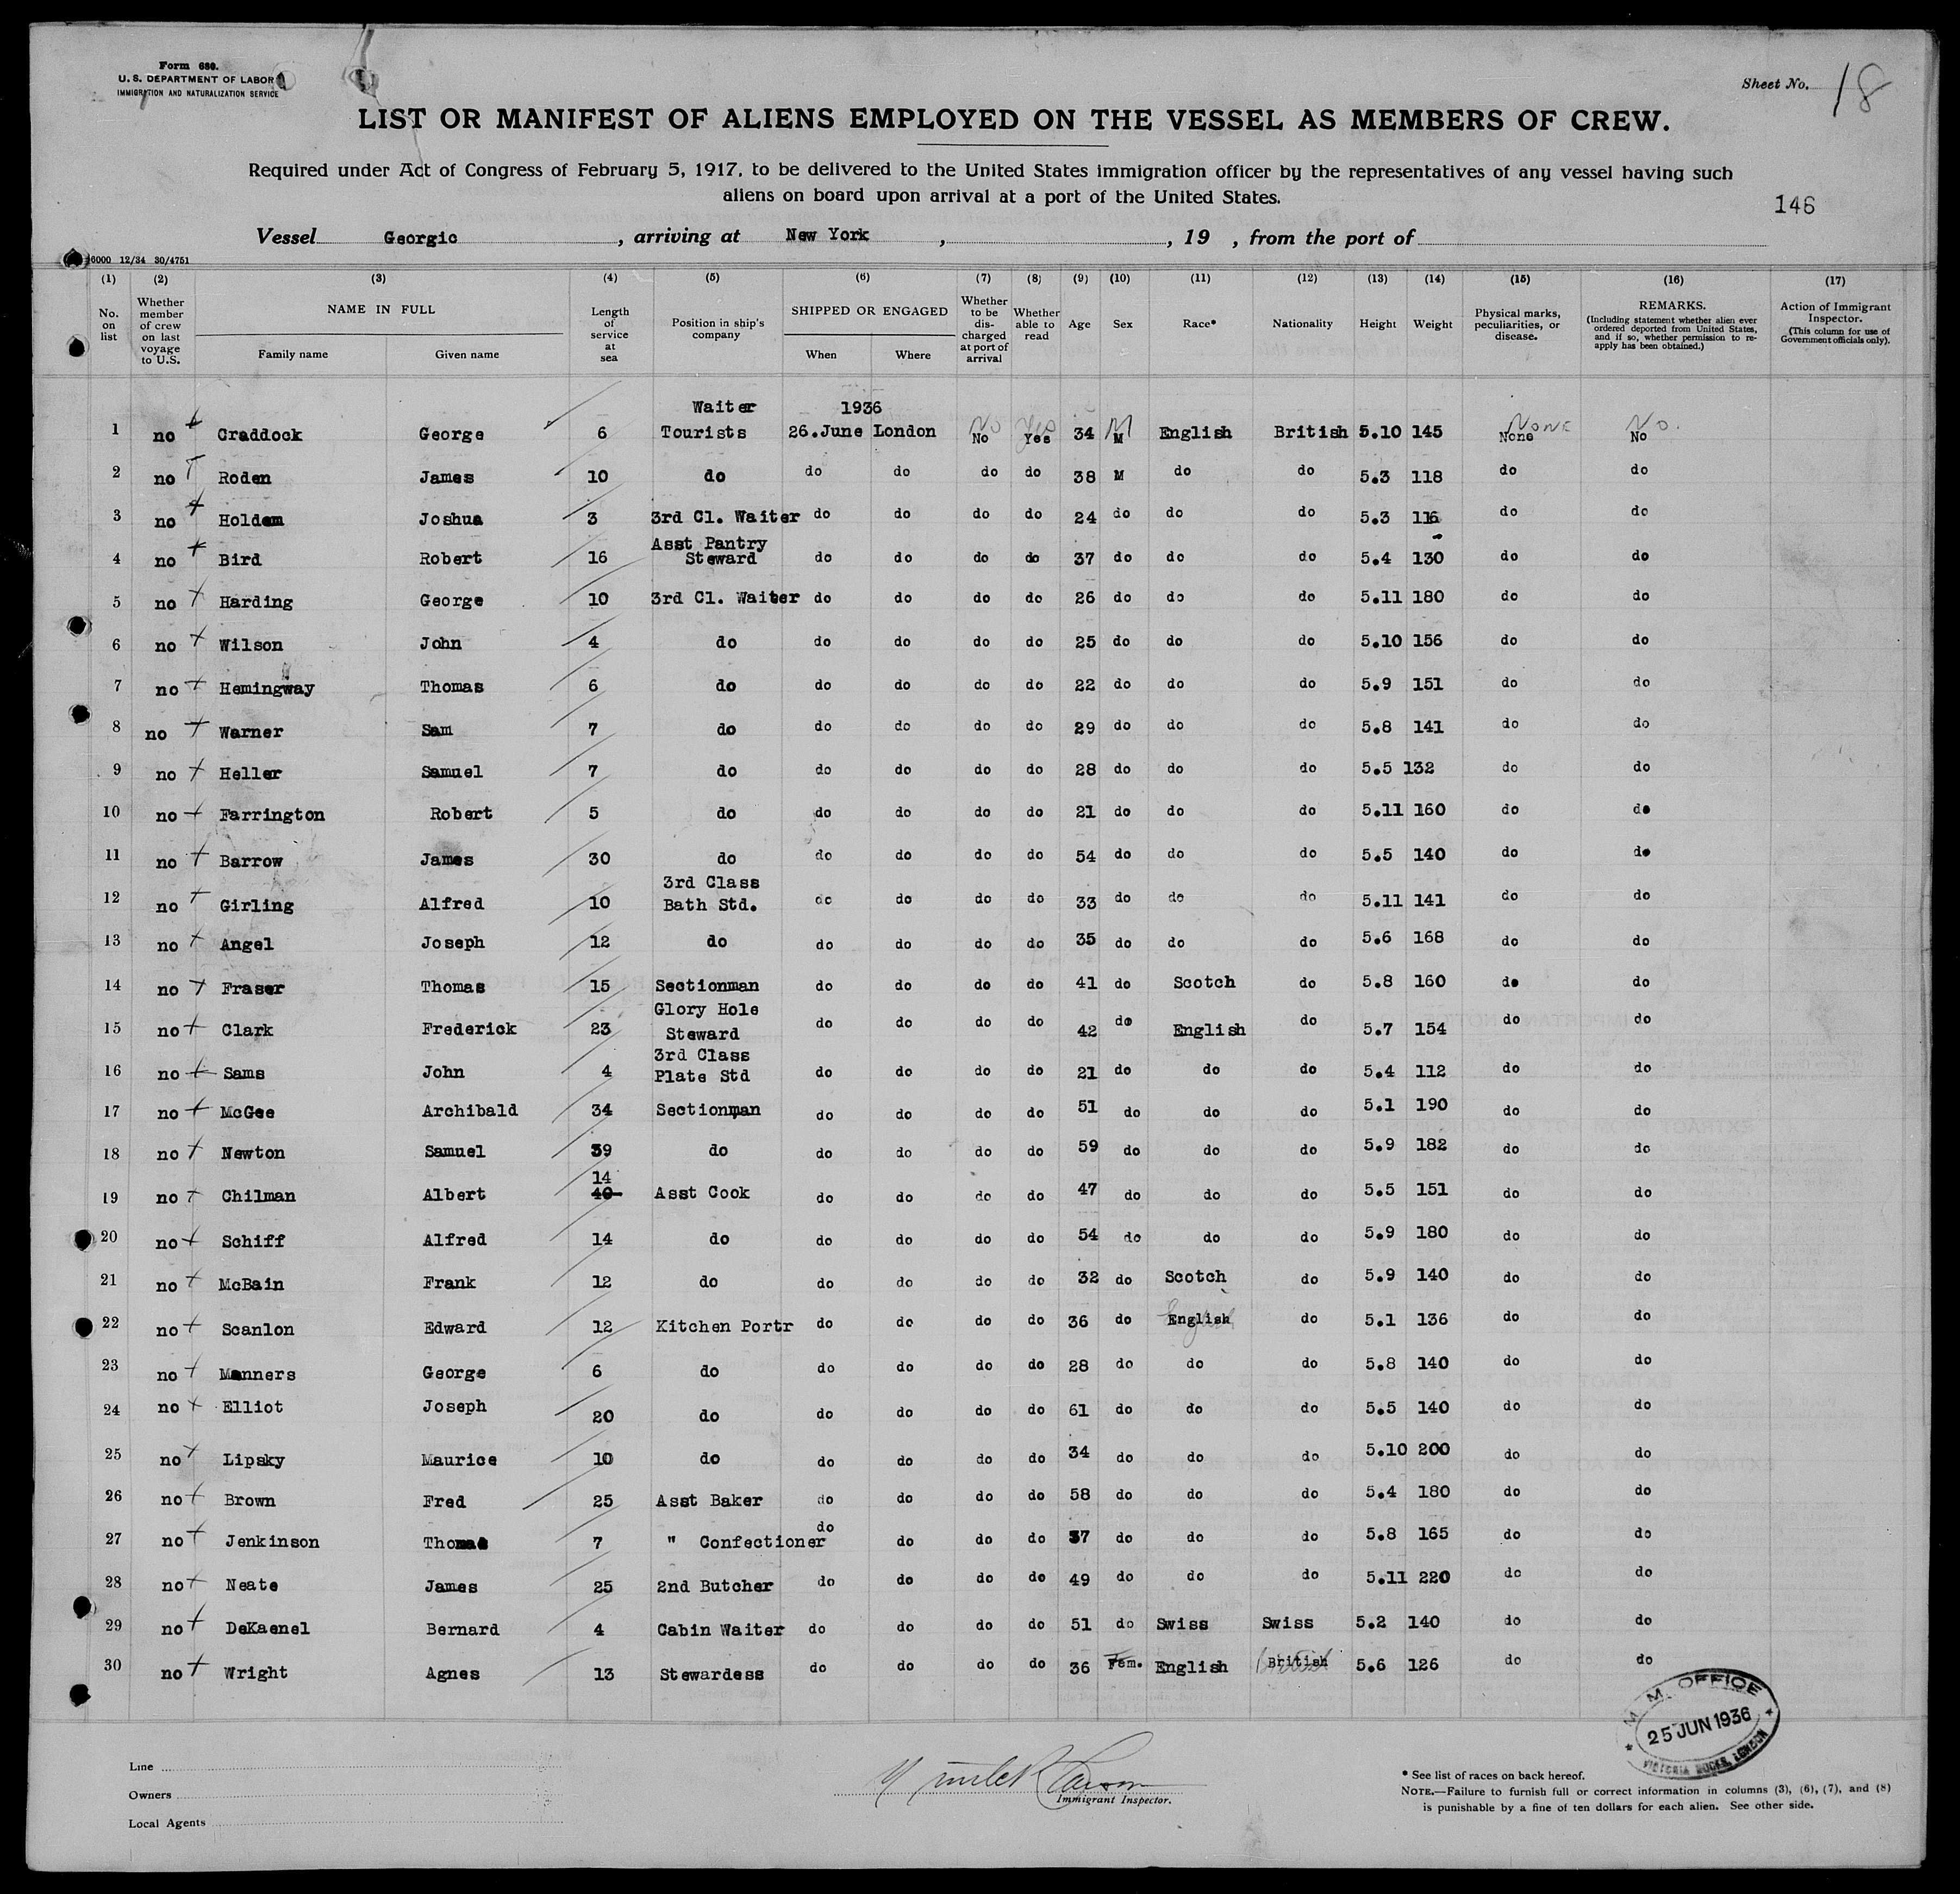 Form 689.
U. S. DEPARTMENT OF LABOR
IMMIGRATION AND NATURALIZATION SERVICE
Sheet No. 18
LIST OR MANIFEST OF ALIENS EMPLOYED ON THE VESSEL AS MEMBERS OF CREW.
Required under Act of Congress of February 5, 1917, to be delivered to the United States immigration officer by the representatives of any vessel having such
aliens on board upon arrival at a port of the United States.
146
Vessel Georgic, arriving at New York, , 19 , from the port of
6000 12/34 30/4751
(1) (2) (3) (4) (5) (6) (7) (8) (9) (10) (11) (12) (13) (14) (15) (16) (17)
No. on list Whether member of crew on last voyage to U.S. NAME IN FULL Family name Given name Length of service at sea Position in ship's company SHIPPED OR ENGAGED When Where Whether to be discharged at port of arrival Whether able to read Age Sex Race* Nationality Height Weight Physical marks, peculiarities, or disease. REMARKS. (Including statement whether alien ever ordered deported from United States, and if so, whether permission to reapply has been obtained.) Action of Immigrant Inspector. (This column for use of Government officials only).
Waiter 1936
No Yes M None No.
1 no Craddock George 6 Tourists 26.June London No Yes 34 M English British 5.10 145 None No
2 no Roden James 10 do do do do do 38 M do do 5.3 118 do do
3 no Holdem Joshua 3 3rd Cl. Waiter do do do do 24 do do do 5.3 116 do do
Asst Pantry
4 no Bird Robert 16 Steward do do do do 37 do do do 5.4 130 do do
5 no Harding George 10 3rd Cl. Waiter do do do do 26 do do do 5.11 180 do do
6 no Wilson John 4 do do do do do 25 do do do 5.10 156 do do
7 no Hemingway Thomas 6 do do do do do 22 do do do 5.9 151 do do
8 no Warner Sam 7 do do do do do 29 do do do 5.8 141 do do
9 no Heller Samuel 7 do do do do do 28 do do do 5.5 132 do do
10 no Farrington Robert 5 do do do do do 21 do do do 5.11 160 do do
11 no Barrow James 30 do do do do do 54 do do do 5.5 140 do do
3rd Class
12 no Girling Alfred 10 Bath Std. do do do do 33 do do do 5.11 141 do do
13 no Angel Joseph 12 do do do do do 35 do do do 5.6 168 do do
14 no Fraser Thomas 15 Sectionman do do do do 41 do Scotch do 5.8 160 do do
Glory Hole
15 no Clark Frederick 23 Steward do do do do 42 do English do 5.7 154 do do
3rd Class
16 no Sams John 4 Plate Std do do do do 21 do do do 5.4 112 do do
17 no McGee Archibald 34 Sectionman do do do do 51 do do do 5.1 190 do do
18 no Newton Samuel 39 do do do do do 59 do do do 5.9 182 do do
14
19 no Chilman Albert 40 Asst Cook do do do do 47 do do do 5.5 151 do do
20 no Schiff Alfred 14 do do do do do 54 do do do 5.9 180 do do
21 no McBain Frank 12 do do do do do 32 do Scotch do 5.9 140 do do
22 no Scanlon Edward 12 Kitchen Portr do do do do 36 do English do 5.1 136 do do
23 no Manners George 6 do do do do do 28 do do do 5.8 140 do do
24 no Elliot Joseph 20 do do do do do 61 do do do 5.5 140 do do
25 no Lipsky Maurice 10 do do do do do 34 do do do 5.10 200 do do
26 no Brown Fred 25 Asst Baker do do do do 58 do do do 5.4 180 do do
27 no Jenkinson Thomas 7 " Confectioner do do do do 37 do do do 5.8 165 do do
28 no Neate James 25 2nd Butcher do do do do 49 do do do 5.11 220 do do
29 no DeKaenel Bernard 4 Cabin Waiter do do do do 51 do Swiss Swiss 5.2 140 do do
30 no Wright Agnes 13 Stewardess do do do do 36 Fem. English British 5.6 126 do do
M. M. OFFICE
25 JUN 1936
VICTORIA DOCKS, LONDON
Line
Owners
Local Agents
Immigrant Inspector.
* See list of races on back hereof.
NOTE.—Failure to furnish full or correct information in columns (3), (6), (7), and (8)
is punishable by a fine of ten dollars for each alien. See other side.